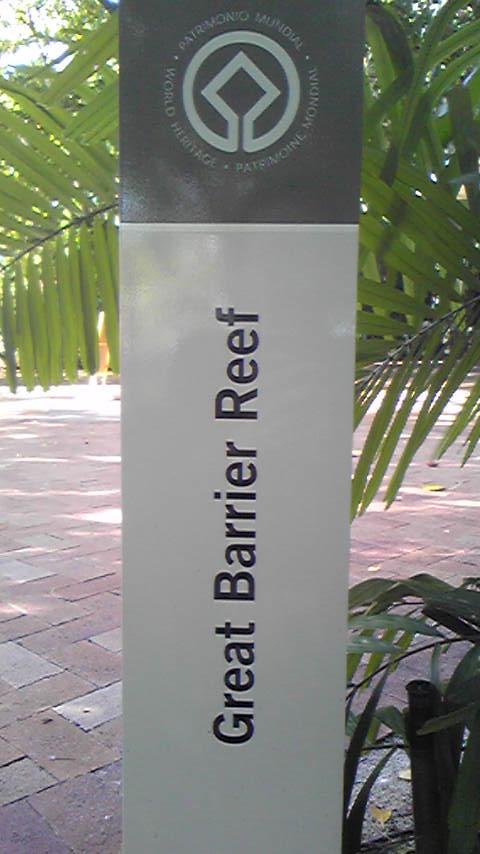 PATRIMONIO MUNDIAL • WORLD HERITAGE • PATRIMOINE MONDIAL •
Great Barrier Reef